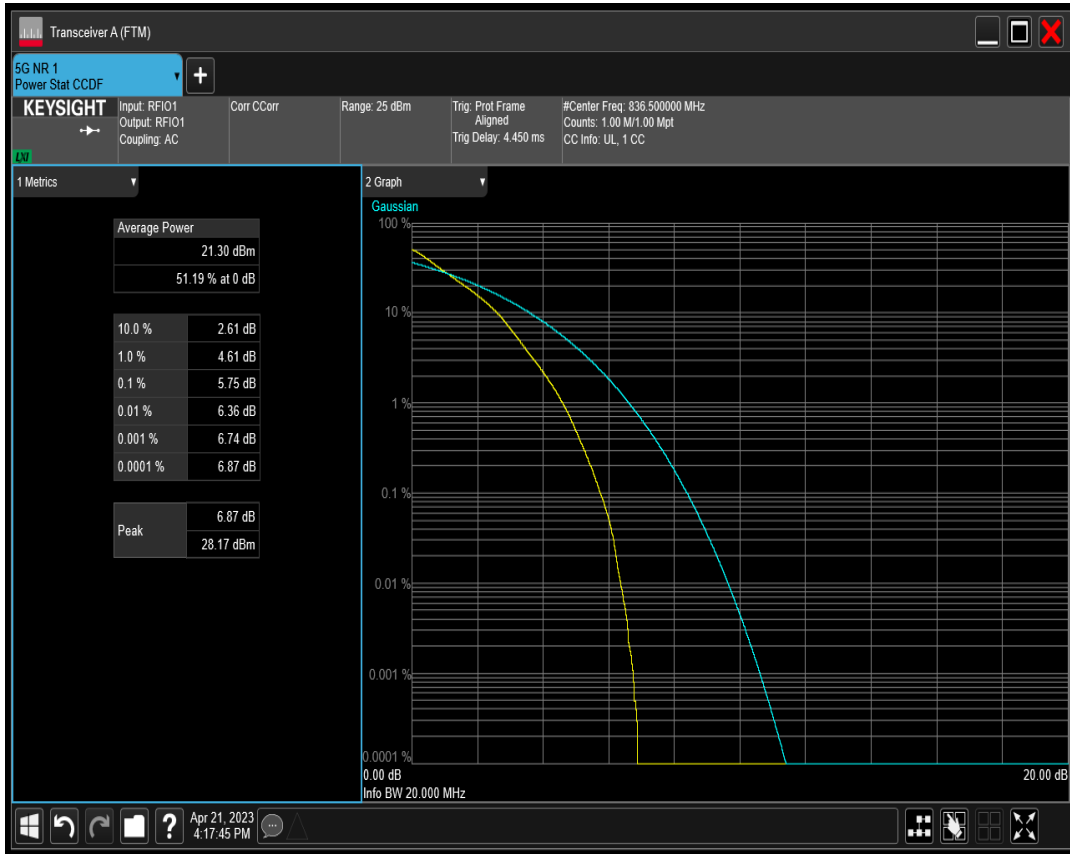 Transceiver A (FTM)
5G NR 1
Power Stat CCDF
+
KEYSIGHT
LXI
Input: RFIO1
Output: RFIO1
Coupling: AC
Corr CCorr
Range: 25 dBm
Trig: Prot Frame
Aligned
Trig Delay: 4.450 ms
#Center Freq: 836.500000 MHz
Counts: 1.00 M/1.00 Mpt
CC Info: UL, 1 CC
1 Metrics
Average Power
21.30 dBm
51.19 % at 0 dB
10.0 % 2.61 dB
1.0 % 4.61 dB
0.1 % 5.75 dB
0.01 % 6.36 dB
0.001 % 6.74 dB
0.0001 % 6.87 dB
Peak
6.87 dB
28.17 dBm
2 Graph
Gaussian
100 %
10 %
1 %
0.1 %
0.01 %
0.001 %
0.0001 %
0.00 dB 20.00 dB
Info BW 20.000 MHz
?
Apr 21, 2023
4:17:45 PM